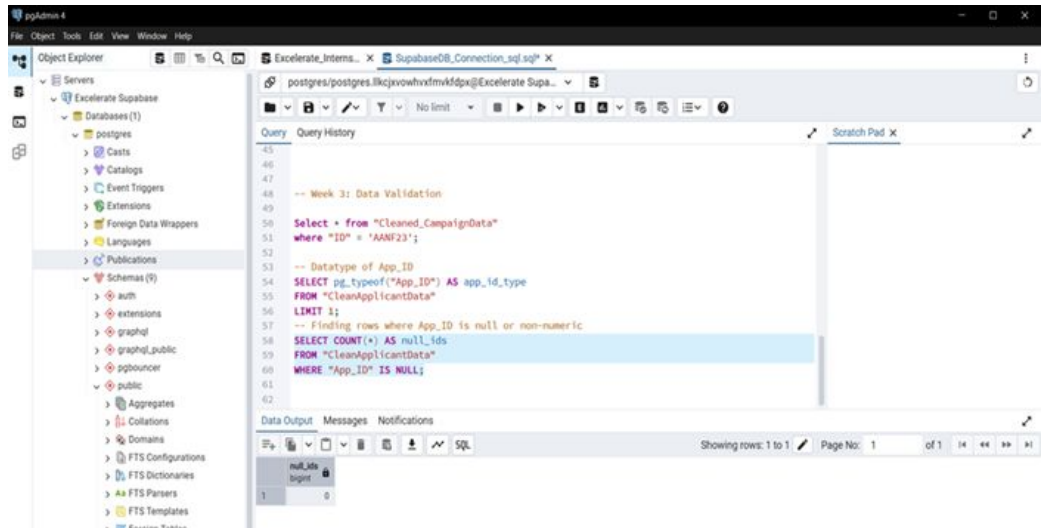 pgAdmin 4
File Object Tools Edit View Window Help
Object Explorer
Excelerate_Interns... X SupabaseDB_Connection_sql.sql* X
Servers
Excelerate Supabase
Databases (1)
postgres
Casts
Catalogs
Event Triggers
Extensions
Foreign Data Wrappers
Languages
Publications
Schemas (9)
auth
extensions
graphql
graphql_public
pgbouncer
public
Aggregates
Collations
Domains
FTS Configurations
FTS Dictionaries
FTS Parsers
FTS Templates
Foreign Tables
No limit
Query Query History
Scratch Pad X
45
46
47
48 -- Week 3: Data Validation
49
50 Select * from "Cleaned_CampaignData"
51 where "ID" = 'AANF23';
52
53 -- Datatype of App_ID
54 SELECT pg_typeof("App_ID") AS app_id_type
55 FROM "CleanApplicantData"
56 LIMIT 1;
57 -- Finding rows where App_ID is null or non-numeric
58 SELECT COUNT(*) AS null_ids
59 FROM "CleanApplicantData"
60 WHERE "App_ID" IS NULL;
61
62
Data Output Messages Notifications
SQL
Showing rows: 1 to 1 Page No: 1 of 1
null_ids
bigint
1 0